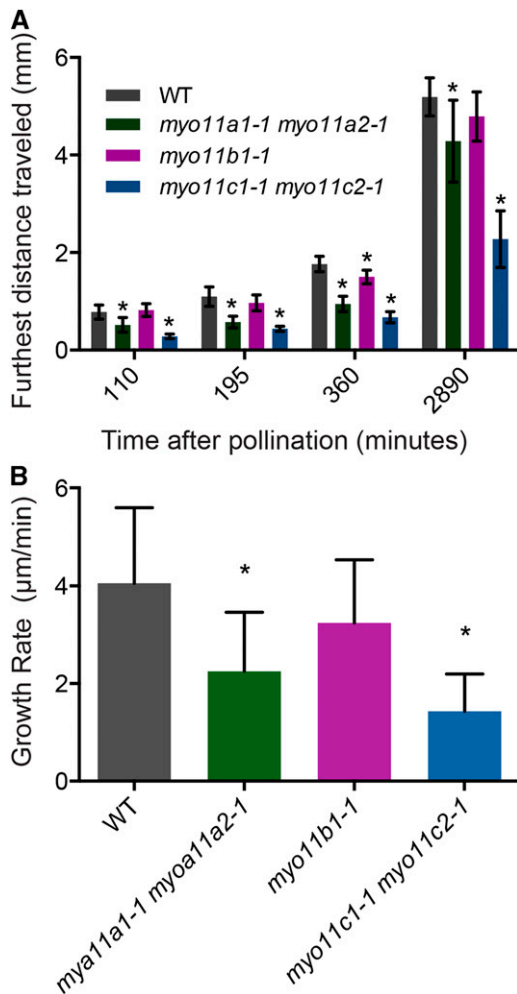 A
Furthest distance traveled (mm)
6
4
2
0
WT
myo11a1-1 myo11a2-1
myo11b1-1
myo11c1-1 myo11c2-1
* * * * * * * * *
110 195 360 2890
Time after pollination (minutes)
B
Growth Rate (μm/min)
6
4
2
0
* *
WT
mya11a1-1 myoa11a2-1
myo11b1-1
myo11c1-1 myo11c2-1